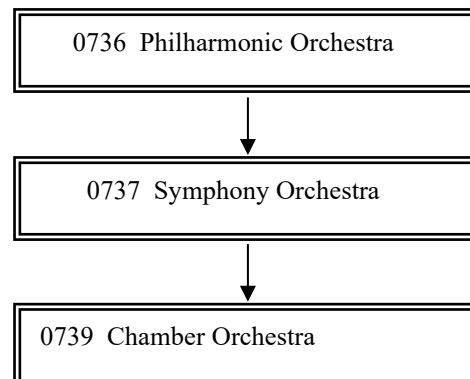 0736 Philharmonic Orchestra
0737 Symphony Orchestra
0739 Chamber Orchestra